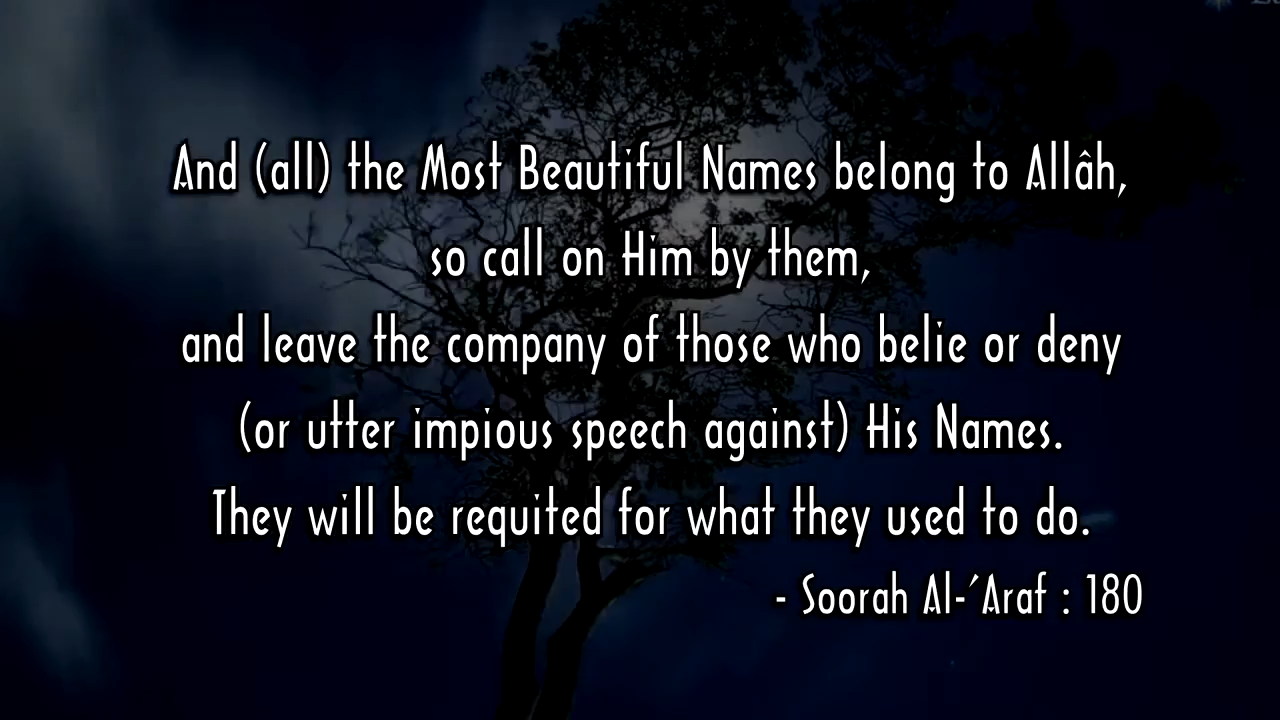 And (all) the Most Beautiful Names belong to Allâh,
so call on Him by them,
and leave the company of those who belie or deny
(or utter impious speech against) His Names.
They will be requited for what they used to do.
- Soorah Al-´Araf : 180